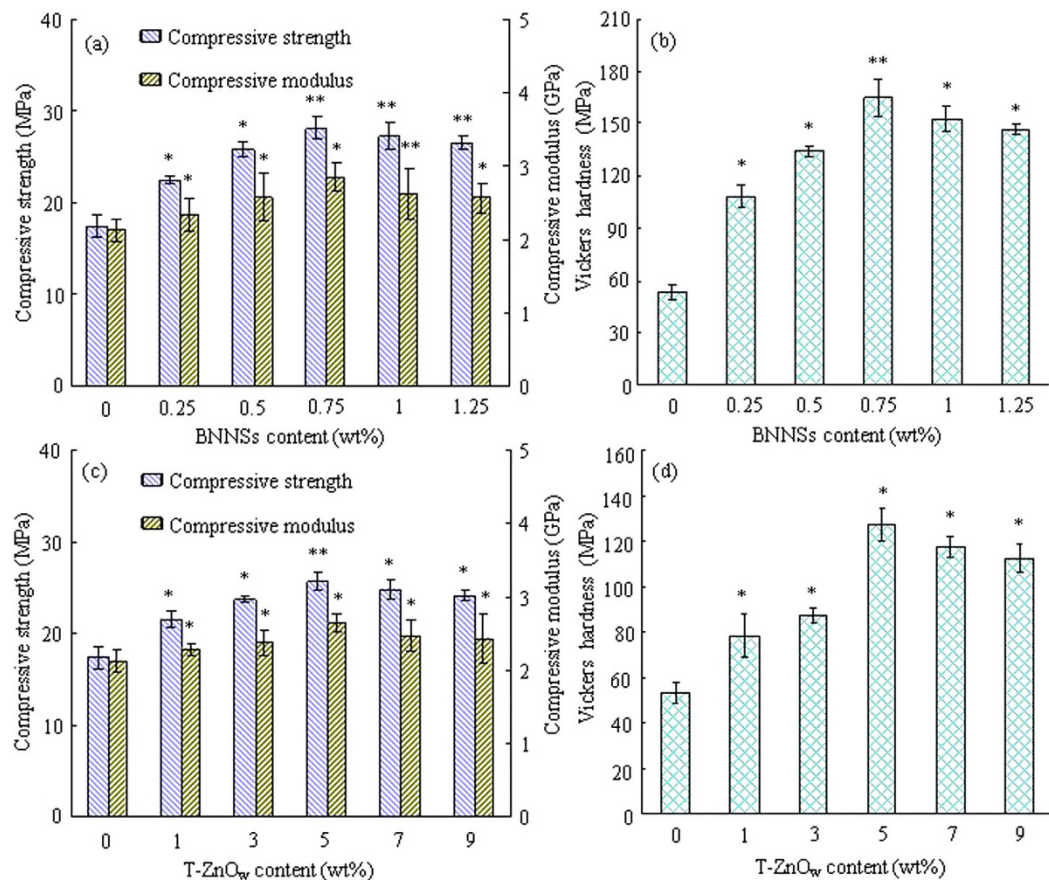 (a)
Compressive strength
Compressive modulus
Compressive strength (MPa)
40
30
20
10
0
Compressive modulus (GPa)
5
4
3
2
1
0
* * * * ** * ** ** ** *
0 0.25 0.5 0.75 1 1.25
BNNSs content (wt%)
(b)
Vickers hardness (MPa)
210
180
150
120
90
60
30
0
* * ** * *
0 0.25 0.5 0.75 1 1.25
BNNSs content (wt%)
(c)
Compressive strength
Compressive modulus
Compressive strength (MPa)
40
30
20
10
0
Compressive modulus (GPa)
5
4
3
2
1
0
* * * * ** * * * * *
0 1 3 5 7 9
T-ZnOw content (wt%)
(d)
Vickers hardness (MPa)
160
140
120
100
80
60
40
20
0
* * * * *
0 1 3 5 7 9
T-ZnOw content (wt%)